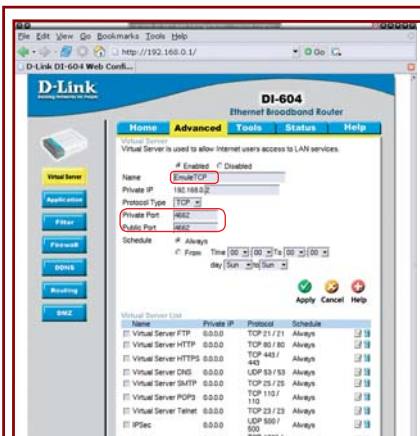 File Edit View Go Bookmarks Tools Help
http://192.168.0.1/
Go
D-Link DI-604 Web Confi...
D-Link
Building Networks for People
DI-604
Ethernet Broadband Router
Home Advanced Tools Status Help
Virtual Server
Application
Filter
Firewall
DDNS
Routing
DMZ
Virtual Server
Virtual Server is used to allow Internet users access to LAN services.
Enabled Disabled
Name EmuleTCP
Private IP 192.168.0.2
Protocol Type TCP
Private Port 4662
Public Port 4662
Schedule Always
From Time 00 : 00 To 00 : 00
day Sun to Sun
Apply Cancel Help
Virtual Server List
Name Private IP Protocol Schedule
Virtual Server FTP 0.0.0.0 TCP 21 / 21 Always
Virtual Server HTTP 0.0.0.0 TCP 80 / 80 Always
Virtual Server HTTPS 0.0.0.0 TCP 443 / 443 Always
Virtual Server DNS 0.0.0.0 UDP 53 / 53 Always
Virtual Server SMTP 0.0.0.0 TCP 25 / 25 Always
Virtual Server POP3 0.0.0.0 TCP 110 / 110 Always
Virtual Server Telnet 0.0.0.0 TCP 23 / 23 Always
IPSec 0.0.0.0 UDP 500 / 500 Always